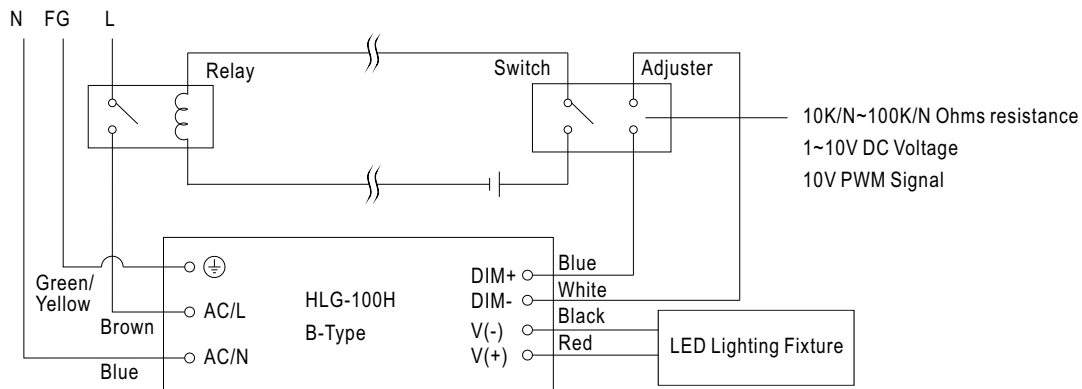 N FG L
Relay
Switch
Adjuster
10K/N~100K/N Ohms resistance
1~10V DC Voltage
10V PWM Signal
Green/
Yellow
Brown
Blue
AC/L
AC/N
HLG-100H
B-Type
DIM+
DIM-
V(-)
V(+)
Blue
White
Black
Red
LED Lighting Fixture